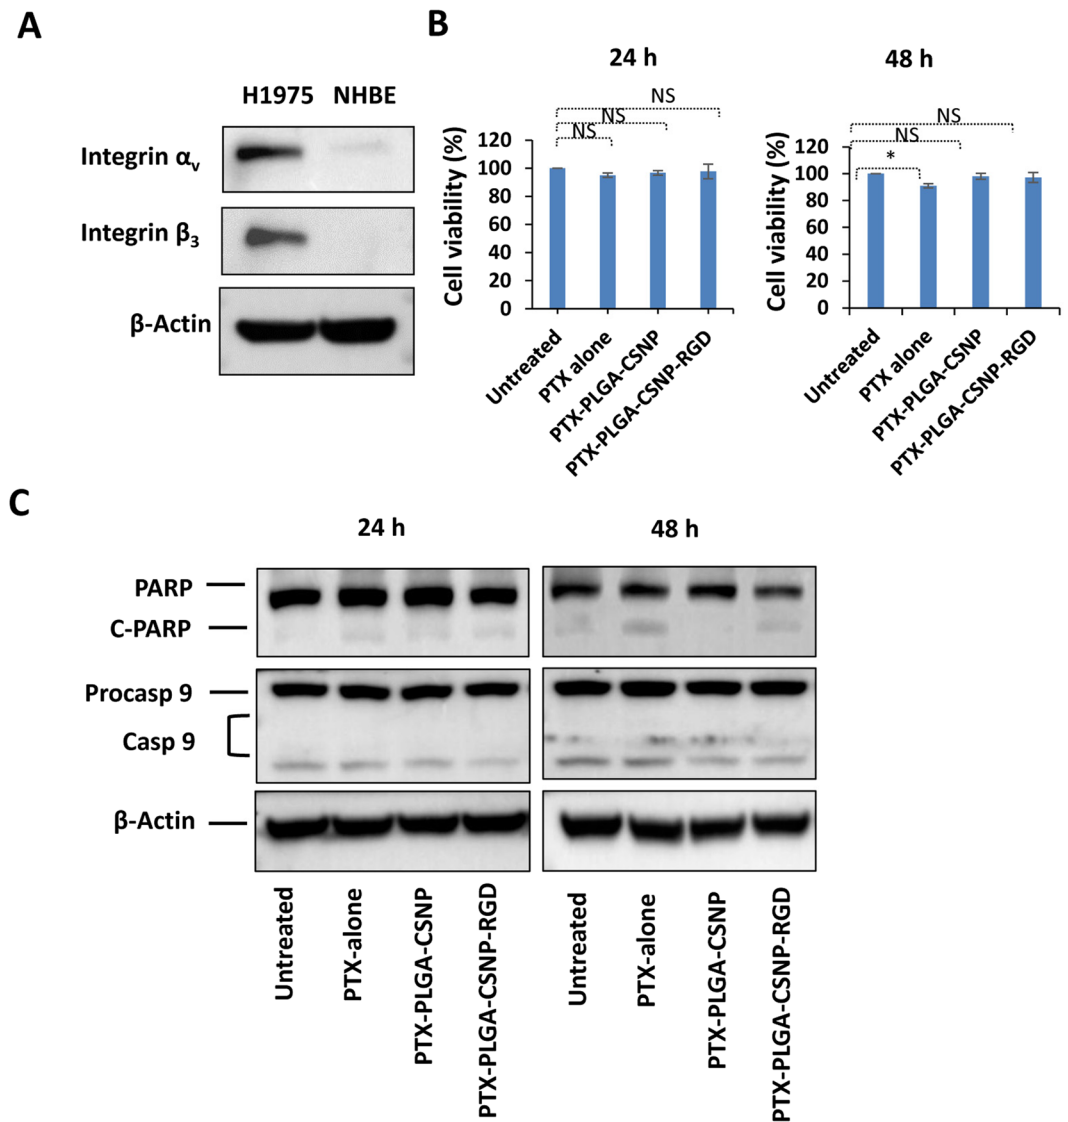 A
H1975 NHBE
Integrin αv
Integrin β3
β-Actin
B
24 h
NS
NS
NS
Cell viability (%)
120
100
80
60
40
20
0
Untreated
PTX alone
PTX-PLGA-CSNP
PTX-PLGA-CSNP-RGD
48 h
NS
NS
*
Cell viability (%)
120
100
80
60
40
20
0
Untreated
PTX alone
PTX-PLGA-CSNP
PTX-PLGA-CSNP-RGD
C
24 h
48 h
PARP
C-PARP
Procasp 9
Casp 9
β-Actin
Untreated
PTX-alone
PTX-PLGA-CSNP
PTX-PLGA-CSNP-RGD
Untreated
PTX-alone
PTX-PLGA-CSNP
PTX-PLGA-CSNP-RGD